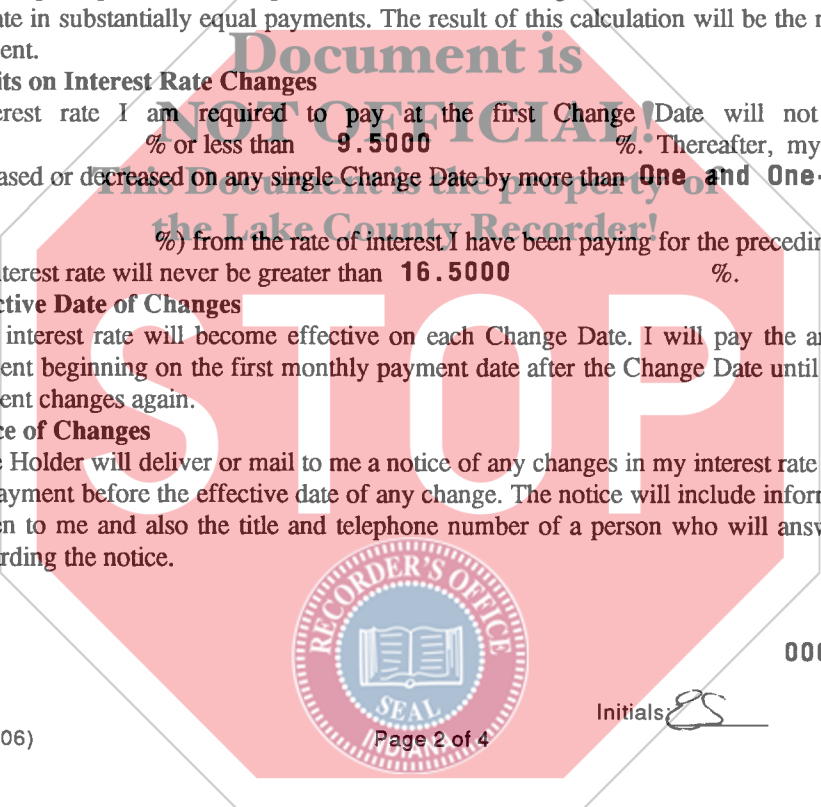 te in substantially equal payments. The result of this calculation will be the
ent.
Document is
its on Interest Rate Changes
erest rate I am required to pay at the first Change Date will not
NOT OFFICIAL!
% or less than 9.5000 %. Thereafter, my
ased or decreased on any single Change Date by more than One and One-
This Document is the property of
the Lake County Recorder!
%) from the rate of interest I have been paying for the precedin
terest rate will never be greater than 16.5000 %.
ctive Date of Changes
interest rate will become effective on each Change Date. I will pay the a
ent beginning on the first monthly payment date after the Change Date until
ent changes again.
STOP
ce of Changes
Holder will deliver or mail to me a notice of any changes in my interest rate
ayment before the effective date of any change. The notice will include infor
en to me and also the title and telephone number of a person who will answ
rding the notice.
RECORDER'S OFFICE
SEAL
INDIANA
000
Initials: ES
06)
Page 2 of 4